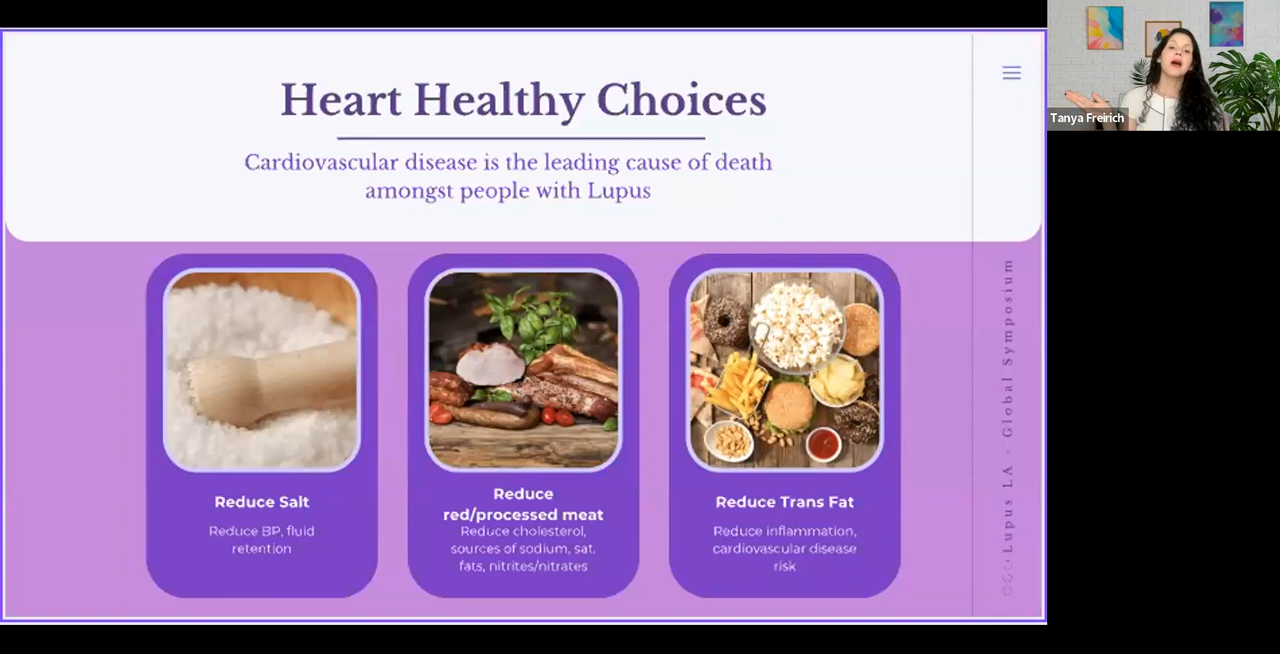 Heart Healthy Choices
Cardiovascular disease is the leading cause of death
amongst people with Lupus
Reduce Salt
Reduce BP, fluid
retention
Reduce
red/processed meat
Reduce cholesterol,
sources of sodium, sat.
fats, nitrites/nitrates
Reduce Trans Fat
Reduce inflammation,
cardiovascular disease
risk
Lupus LA - Global Symposium
Tanya Freirich